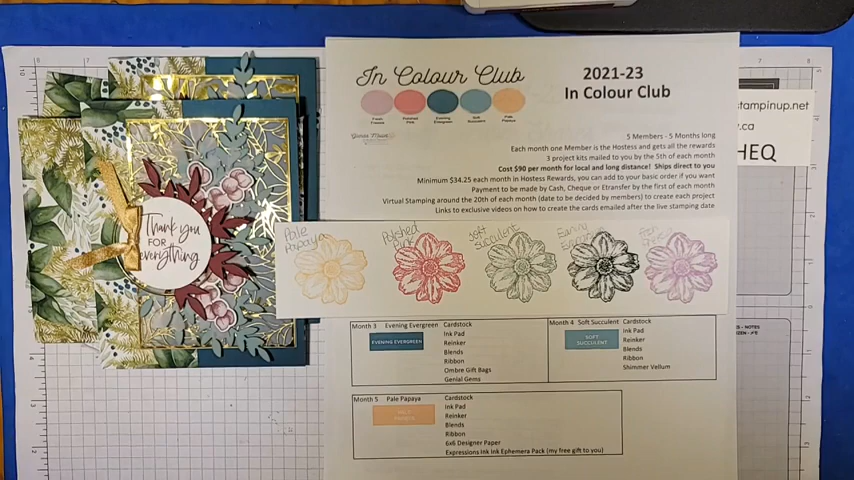 In Colour Club
2021-23
In Colour Club
Fresh Freesia
Polished Pink
Evening Evergreen
Soft Succulent
Pale Papaya
5 Members - 5 Months long
Each month one Member is the Hostess and gets all the rewards
3 project kits mailed to you by the 5th of each month
Cost $90 per month for local and long distance! Ships direct to you
Minimum $34.25 each month in Hostess Rewards, you can add to your basic order if you want
Payment to be made by Cash, Cheque or Etransfer by the first of each month
Virtual Stamping around the 20th of each month (date to be decided by members) to create each project
Links to exclusive videos on how to create the cards emailed after the live stamping date
stampinup.net
.ca
HEQ
Thank you
FOR
everything
Pale
Papaya
Polished
Pink
Soft
Succulent
Month 3 Evening Evergreen
EVENING EVERGREEN
Cardstock
Ink Pad
Reinker
Blends
Ribbon
Ombre Gift Bags
Genial Gems
Month 4 Soft Succulent
SOFT
SUCCULENT
Cardstock
Ink Pad
Reinker
Blends
Ribbon
Shimmer Vellum
Month 5 Pale Papaya
Cardstock
Ink Pad
Reinker
Blends
Ribbon
6x6 Designer Paper
Expressions Ink Ink Ephemera Pack (my free gift to you)